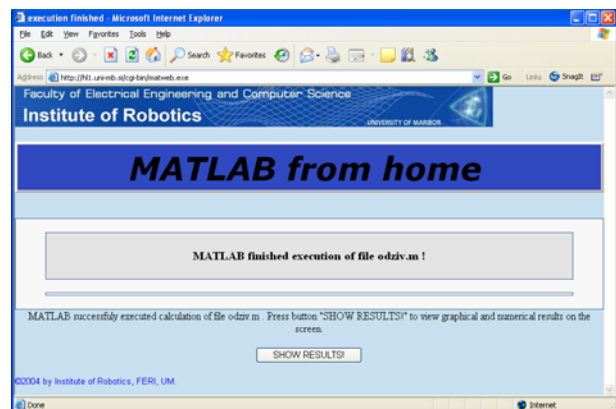 execution finished - Microsoft Internet Explorer
File Edit View Favorites Tools Help
Back Search Favorites
Address http://hl1.uni-mb.si/cgi-bin/matweb.exe Go Links SnagIt
Faculty of Electrical Engineering and Computer Science
Institute of Robotics
UNIVERSITY OF MARIBOR
MATLAB from home
MATLAB finished execution of file odziv.m !
MATLAB successfuly executed calculation of file odziv.m . Press button "SHOW RESULTS!" to view graphical and numerical results on the
screen.
SHOW RESULTS!
©2004 by Institute of Robotics, FERI, UM.
Done Internet